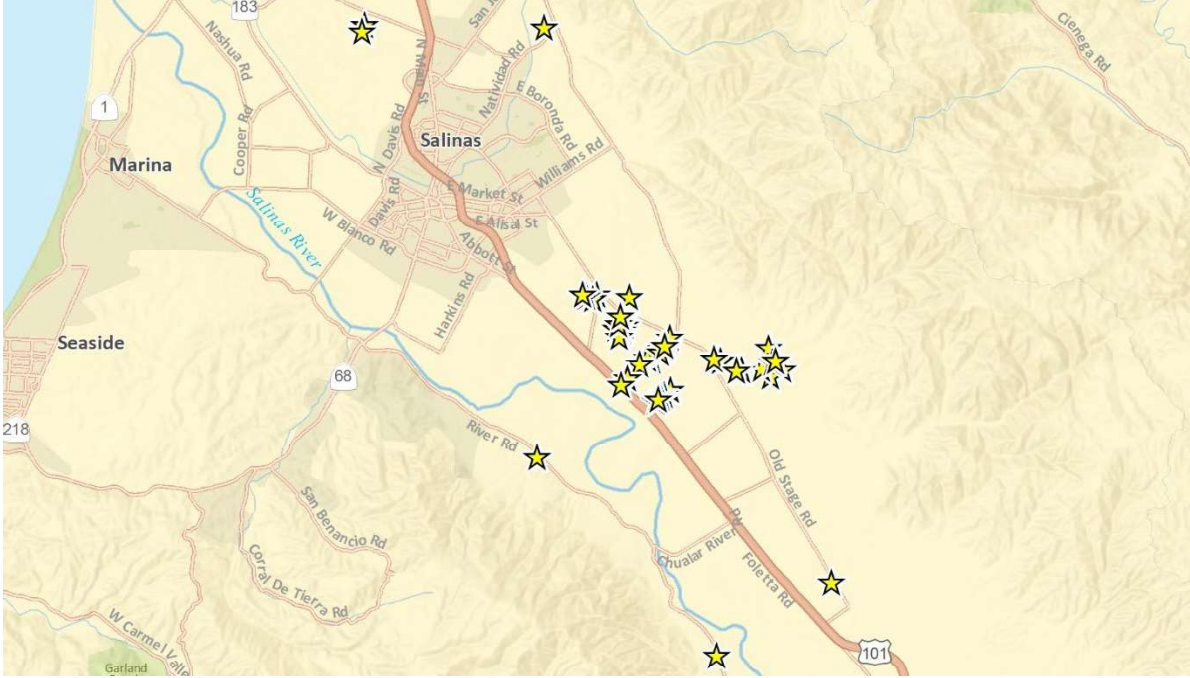 183
San J
Cienega Rd
Nashua Rd
N Main St
Natividad Rd
1
E Boronda Rd
Cooper Rd
N Davis Rd
Salinas
Marina
Williams Rd
E Market St
Davis Rd
Salinas River
E Alisal St
W Blanco Rd
Abbott St
Harkins Rd
Seaside
68
218
River Rd
Old Stage Rd
San Benancio Rd
Rd
Chualar River
Corral De Tierra Rd
Foletta Rd
W Carmel Valle
101
Garland